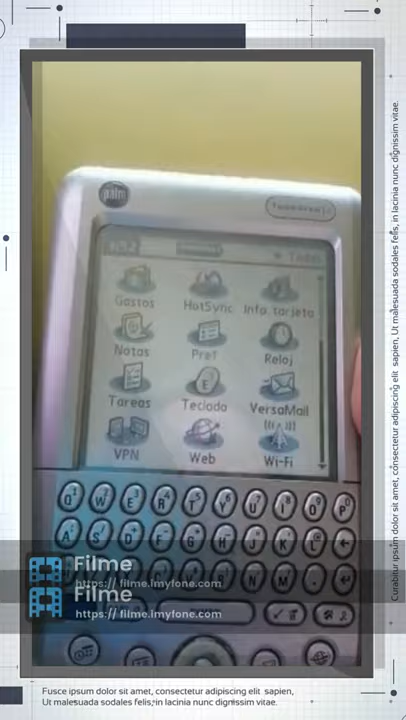 palm
Tungsten|C
Todas
Gastos HotSync Info. tarjeta
Notas Pref Reloj
Tareas Teclado VersaMail
VPN Web Wi-Fi
Q W E R T Y U I O P
A S D F G H J K L
N M .
Filme
https:// filme.imyfone.com
Filme
https:// filme.imyfone.com
Fusce ipsum dolor sit amet, consectetur adipiscing elit sapien,
Ut malesuada sodales felis, in lacinia nunc dignissim vitae.
Curabitur ipsum dolor sit amet, consectetur adipiscing elit sapien, Ut malesuada sodales felis, in lacinia nunc dignissim vitae.